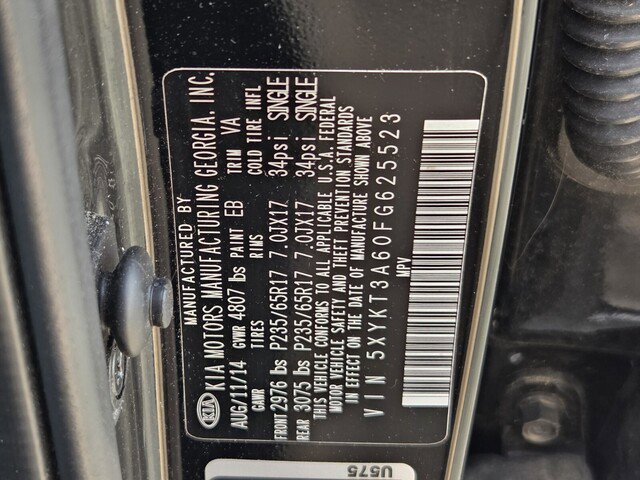 MANUFACTURED BY
KIA KIA MOTORS MANUFACTURING GEORGIA, INC.
AUG/11/14 GVWR 4807 lbs PAINT EB TRIM VA
GAWR TIRES RIMS COLD TIRE INFL
FRONT 2976 lbs P235/65R17 7.0JX17 34psi SINGLE
REAR 3075 lbs P235/65R17 7.0JX17 34psi SINGLE
THIS VEHICLE CONFORMS TO ALL APPLICABLE U.S.A. FEDERAL
MOTOR VEHICLE SAFETY AND THEFT PREVENTION STANDARDS
IN EFFECT ON THE DATE OF MANUFACTURE SHOWN ABOVE
VIN 5XYKT3A60FG625523
MPV
U575